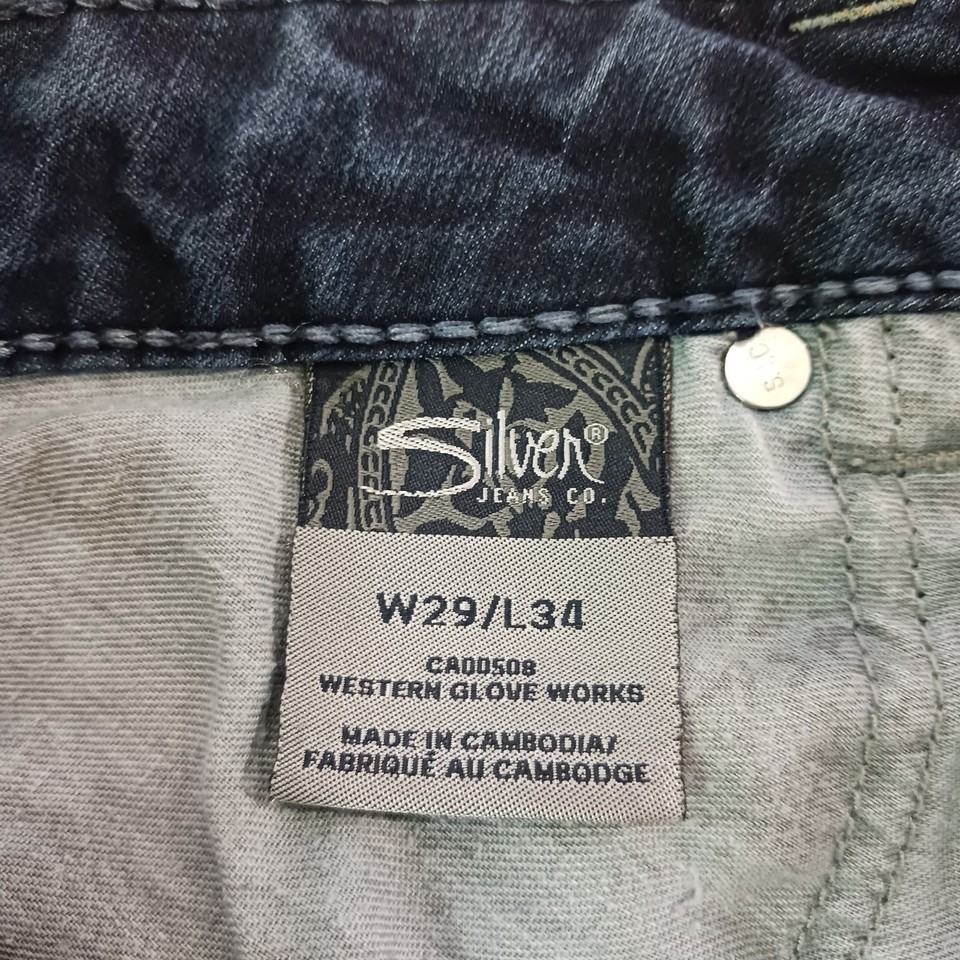 Silver®
JEANS CO.
W29/L34
CA00508
WESTERN GLOVE WORKS
MADE IN CAMBODIA/
FABRIQUÉ AU CAMBODGE